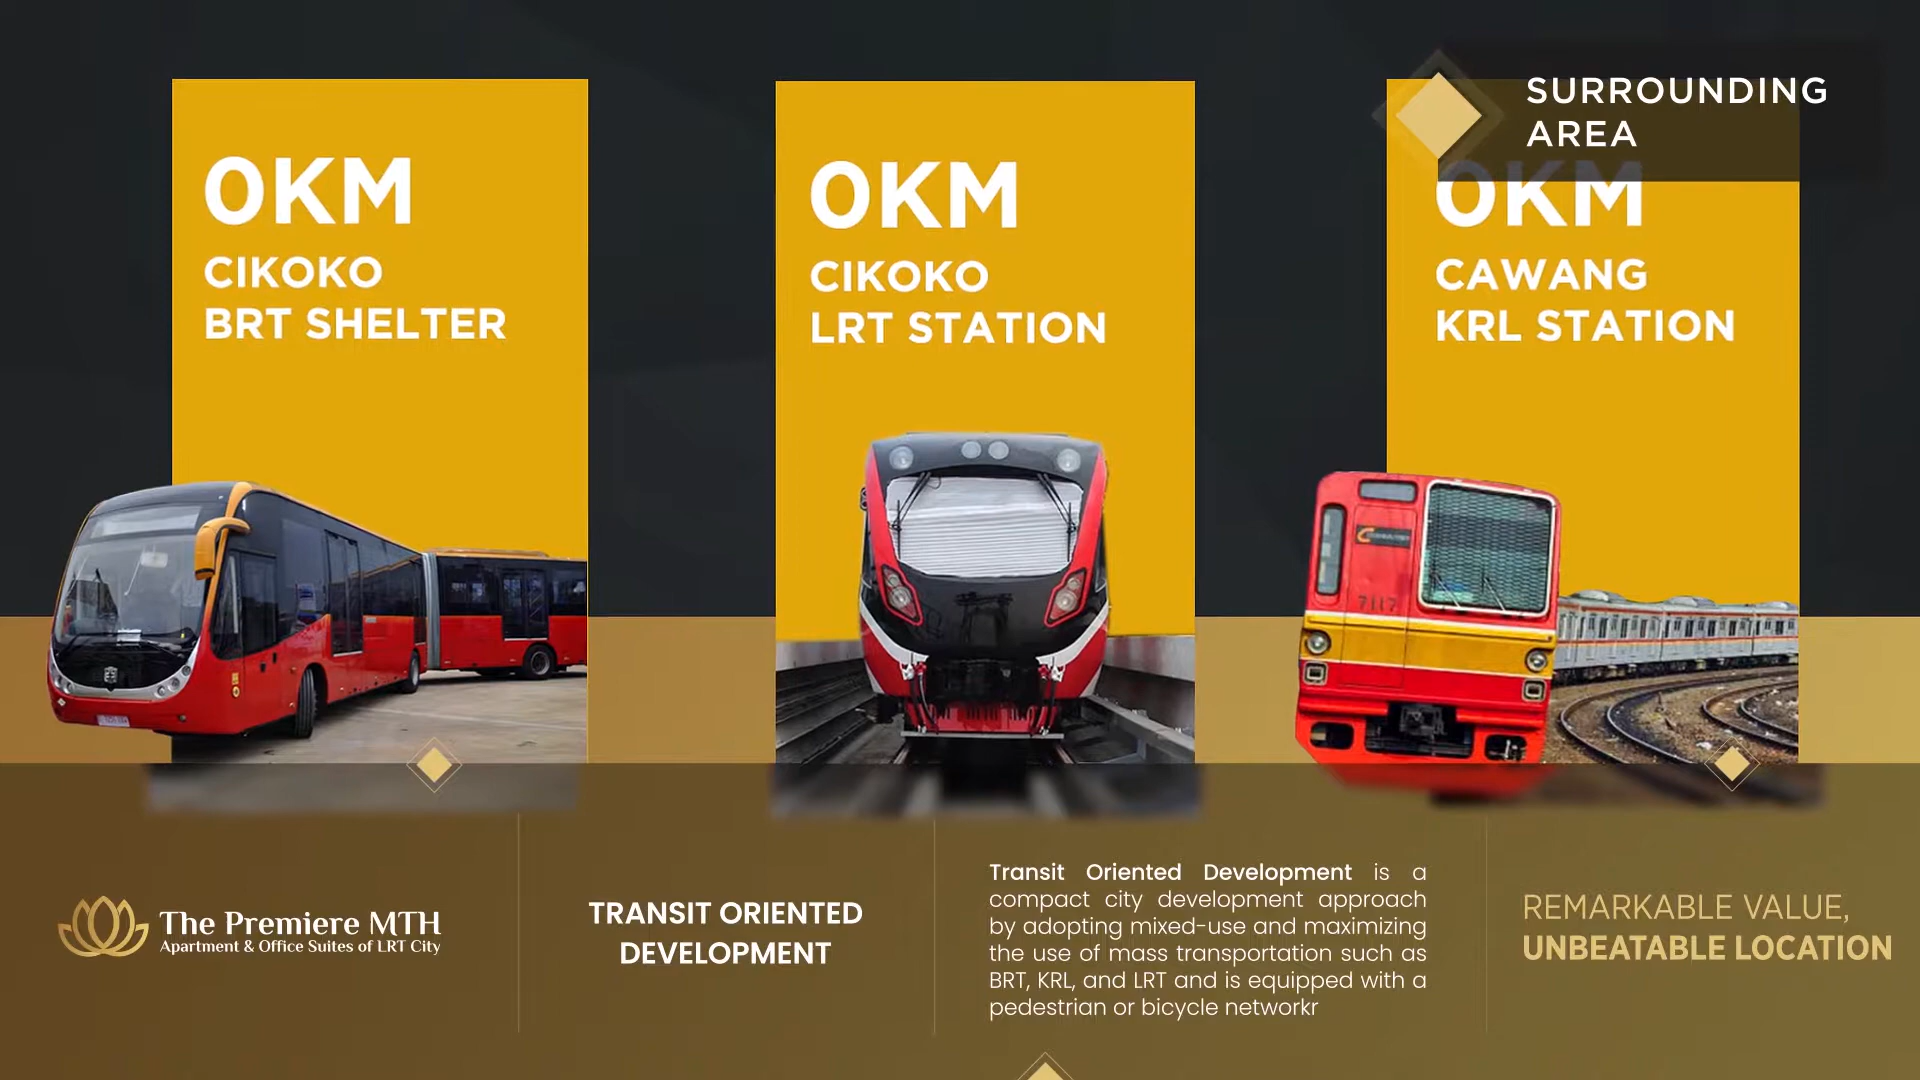 SURROUNDING
AREA
0KM
CIKOKO
BRT SHELTER
0KM
CIKOKO
LRT STATION
0KM
CAWANG
KRL STATION
7117
The Premiere MTH
Apartment & Office Suites of LRT City
TRANSIT ORIENTED
DEVELOPMENT
Transit Oriented Development is a
compact city development approach
by adopting mixed-use and maximizing
the use of mass transportation such as
BRT, KRL, and LRT and is equipped with a
pedestrian or bicycle networkr
REMARKABLE VALUE,
UNBEATABLE LOCATION